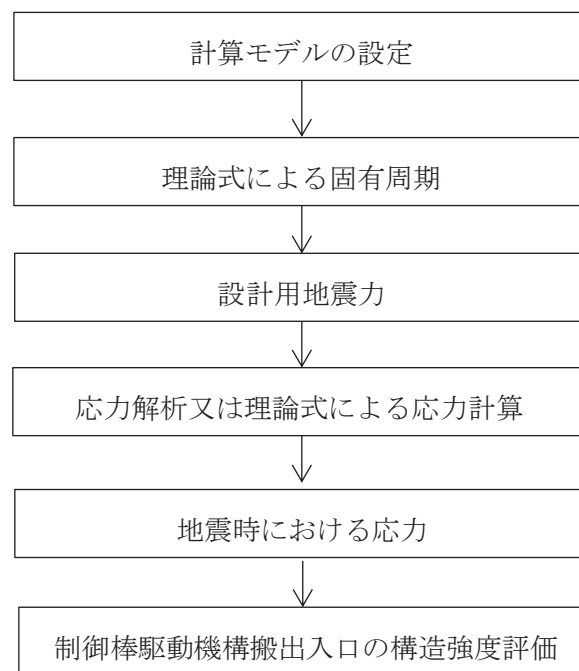 計算モデルの設定
理論式による固有周期
設計用地震力
応力解析又は理論式による応力計算
地震時における応力
制御棒駆動機構搬出入口の構造強度評価